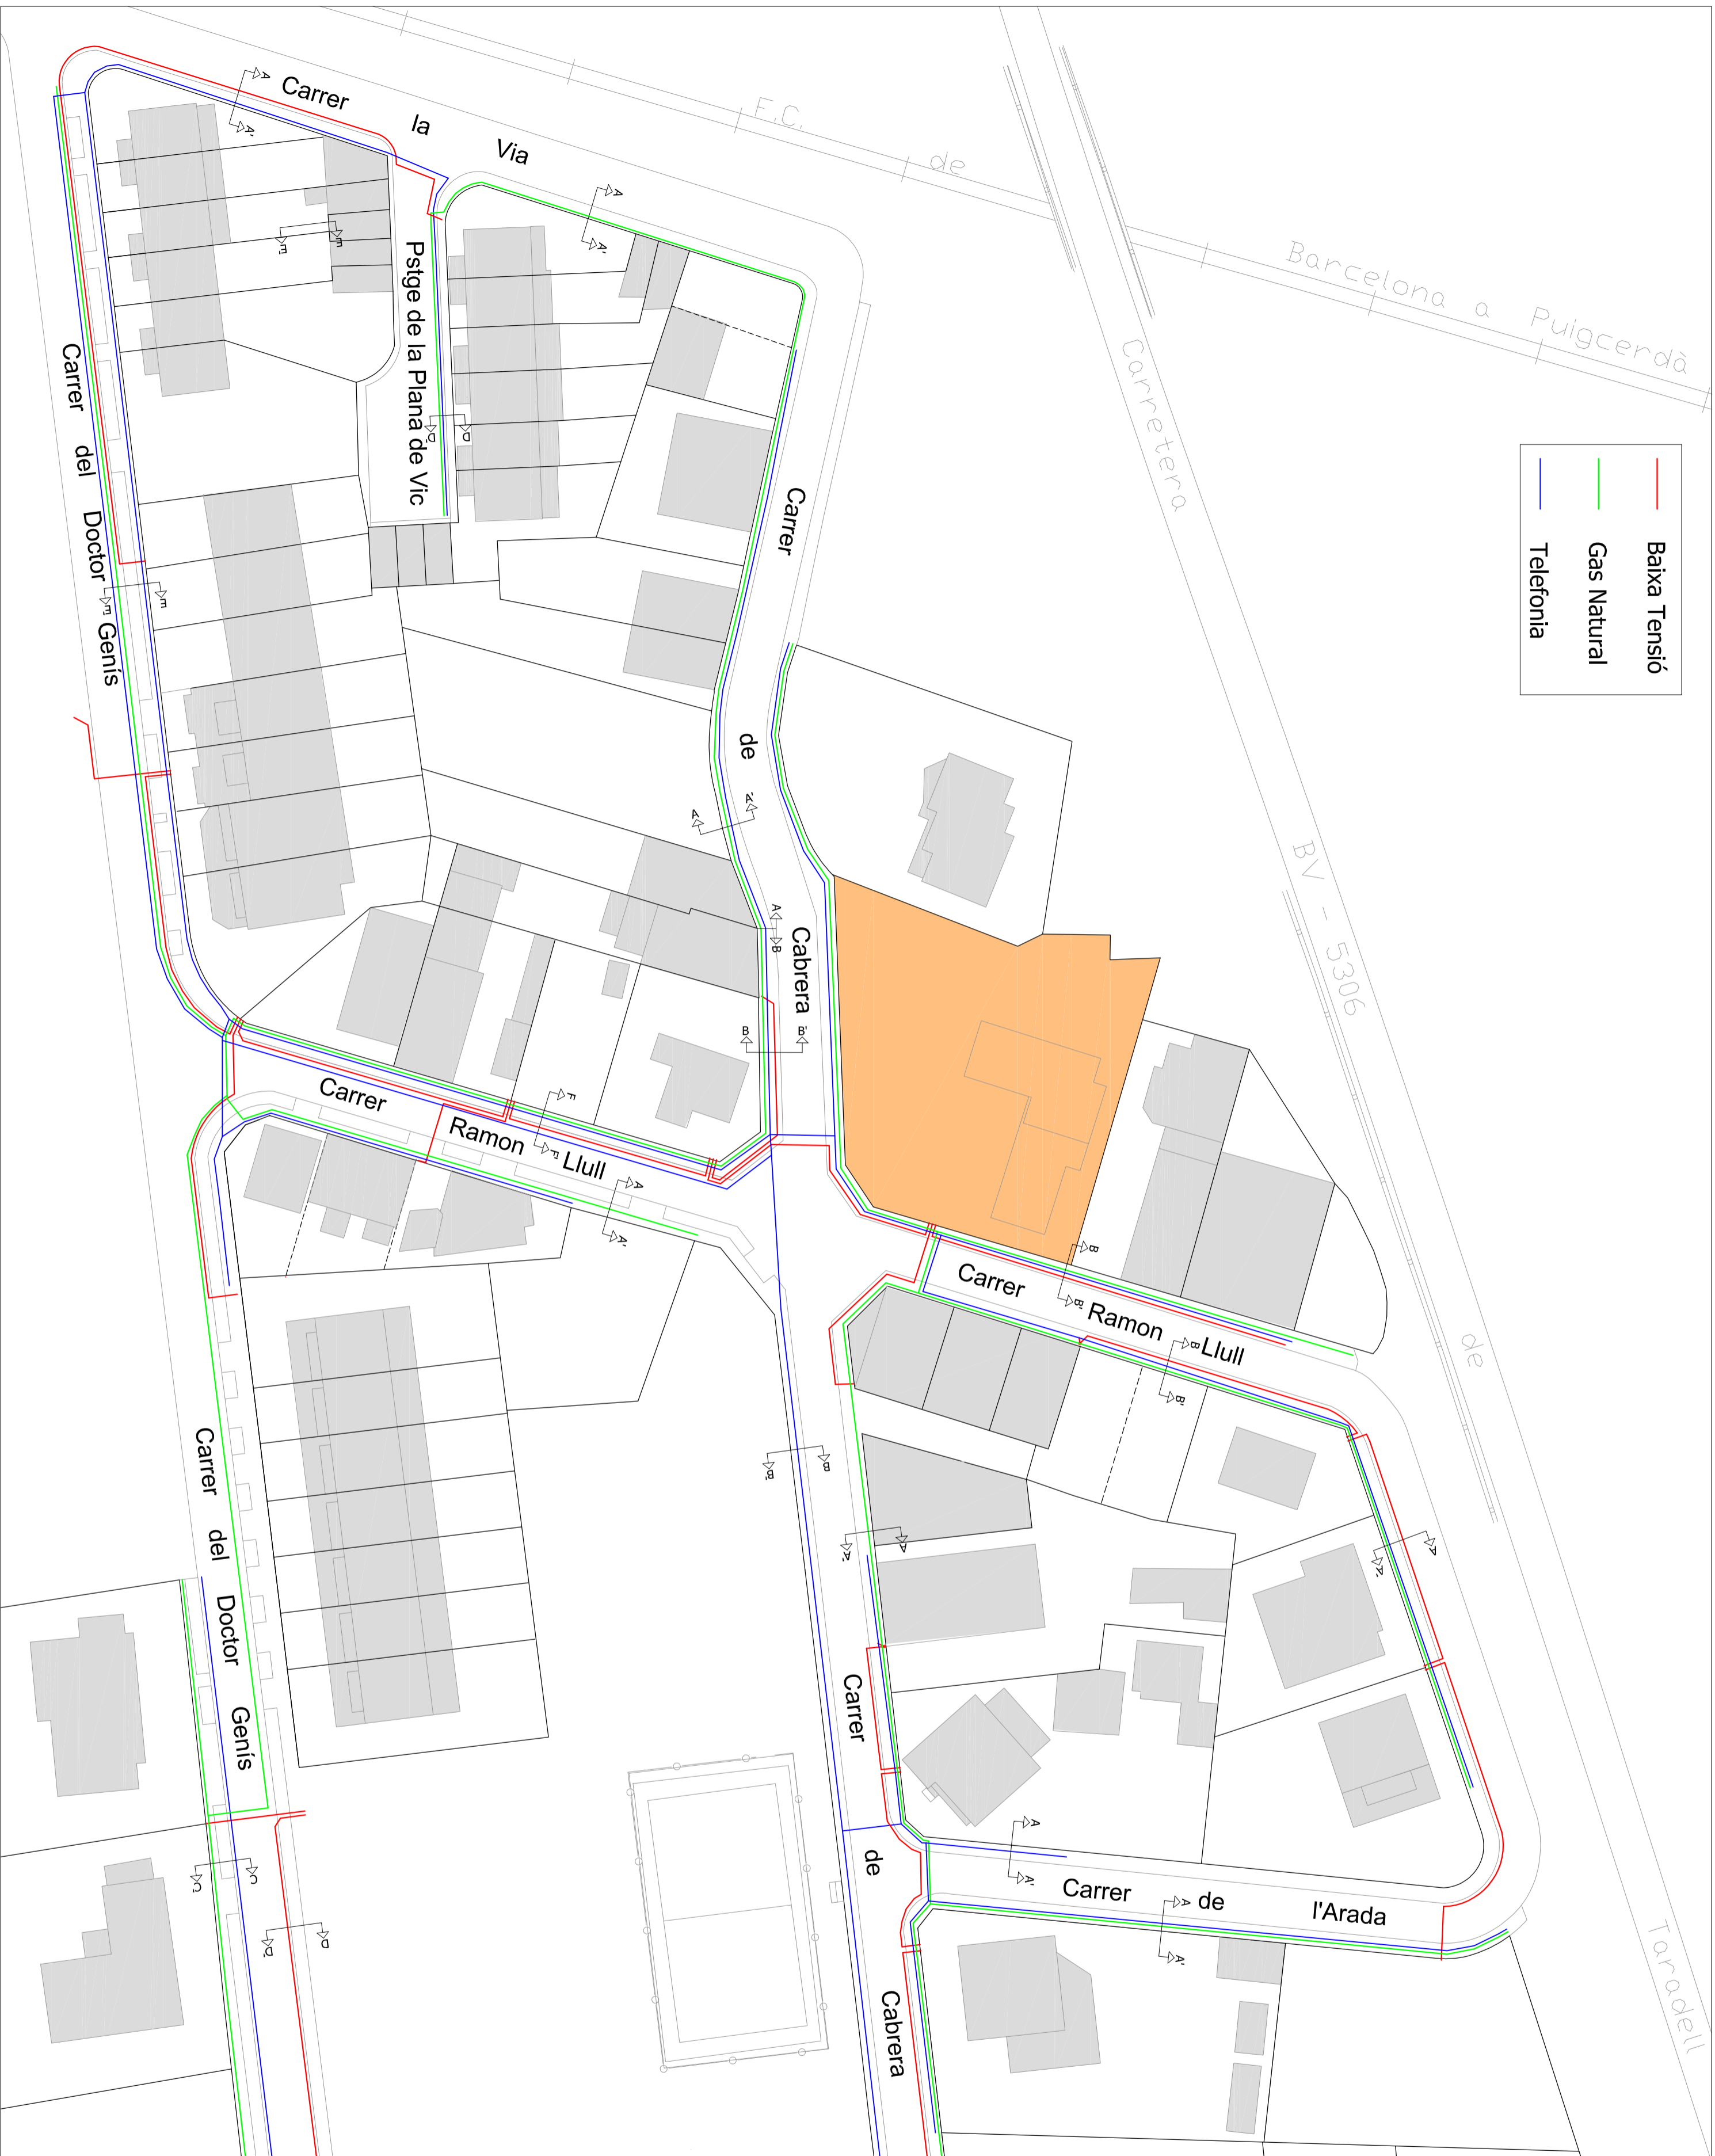 F.C. de Barcelona a Puigcerdà
Carretera BV - 5306 de Taradell
Baixa Tensió
Gas Natural
Telefonia
Carrer la Via
Pstge de la Plana de Vic
Carrer del Doctor Genís
Carrer de Cabrera
Carrer Ramon Llull
Carrer Ramon Llull
Carrer del Doctor Genís
Carrer de Cabrera
Carrer de l'Arada
A A'
A A'
E E'
D D'
E E'
A A'
A B
B B'
F F'
A A'
B B'
B B'
B B'
A A'
A A'
A A'
A A'
C C'
D D'